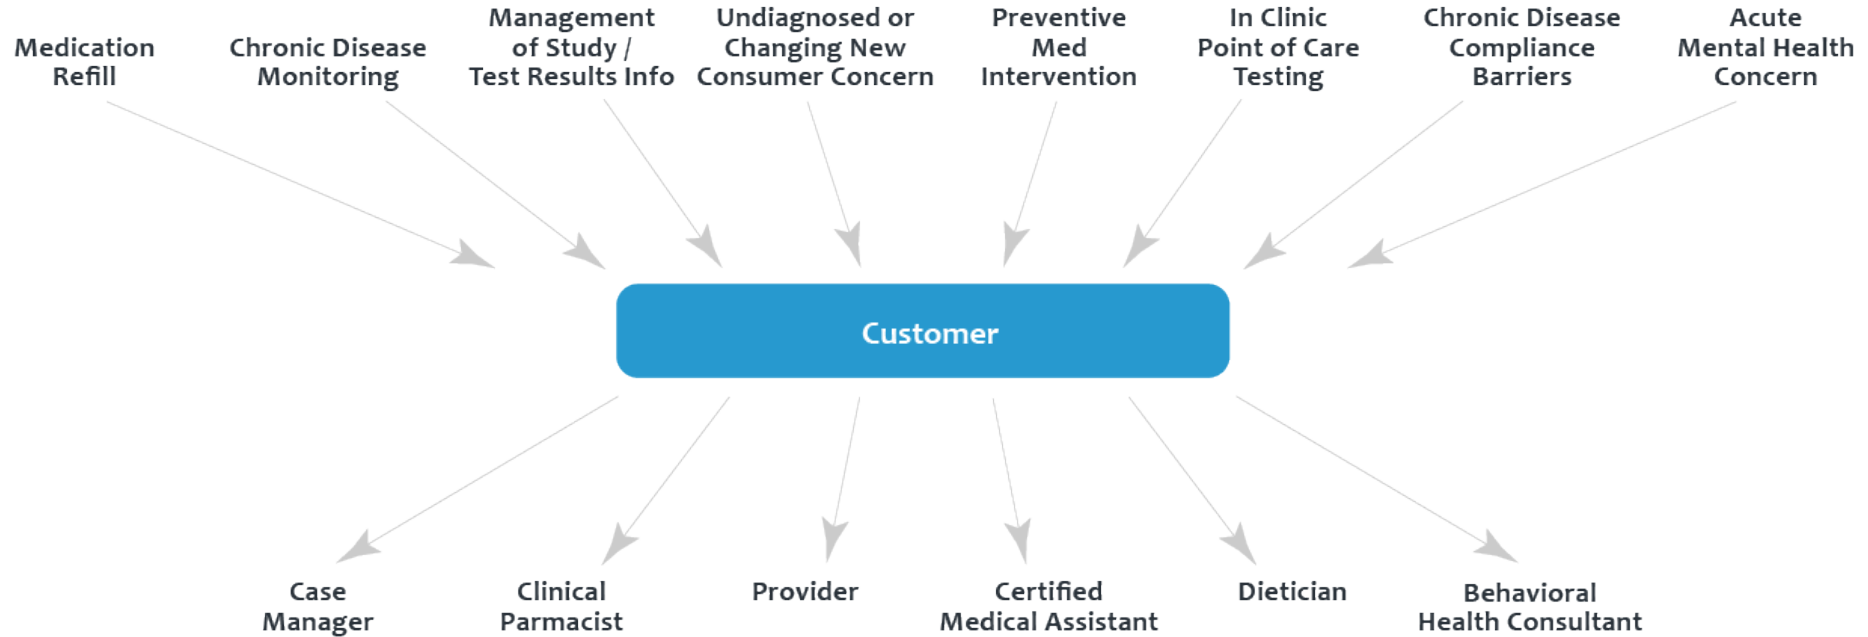 Medication
Refill
Chronic Disease
Monitoring
Management
of Study /
Test Results Info
Undiagnosed or
Changing New
Consumer Concern
Preventive
Med
Intervention
In Clinic
Point of Care
Testing
Chronic Disease
Compliance
Barriers
Acute
Mental Health
Concern
Customer
Case
Manager
Clinical
Parmacist
Provider
Certified
Medical Assistant
Dietician
Behavioral
Health Consultant